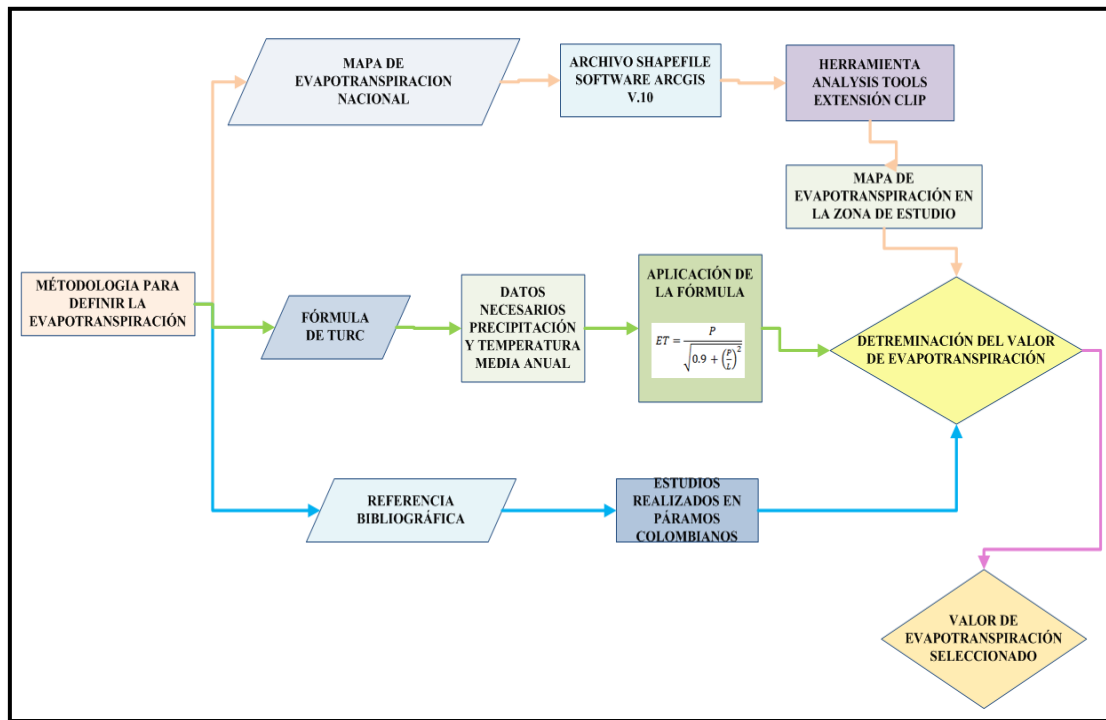 MAPA DE
EVAPOTRANSPIRACION
NACIONAL
ARCHIVO SHAPEFILE
SOFTWARE ARCGIS
V.10
HERRAMIENTA
ANALYSIS TOOLS
EXTENSIÓN CLIP
MAPA DE
EVAPOTRANSPIRACIÓN EN
LA ZONA DE ESTUDIO
MÉTODOLOGIA PARA
DEFINIR LA
EVAPOTRANSPIRACIÓN
FÓRMULA
DE TURC
DATOS
NECESARIOS
PRECIPITACIÓN
Y TEMPERATURA
MEDIA ANUAL
APLICACIÓN DE
LA FÓRMULA
ET = P / √(0.9 + (P/L)²)
DETREMINACIÓN DEL VALOR
DE EVAPOTRANSPIRACIÓN
REFERENCIA
BIBLIOGRÁFICA
ESTUDIOS
REALIZADOS EN
PÁRAMOS
COLOMBIANOS
VALOR DE
EVAPOTRANSPIRACIÓN
SELECCIONADO